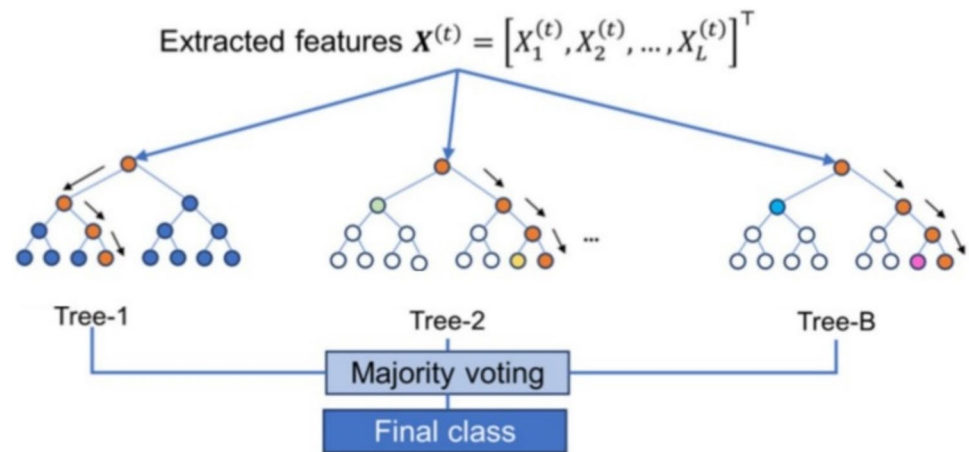 Extracted features X^(t) = [X_1^(t), X_2^(t), ..., X_L^(t)]^⊤
...
Tree-1 Tree-2 Tree-B
Majority voting
Final class